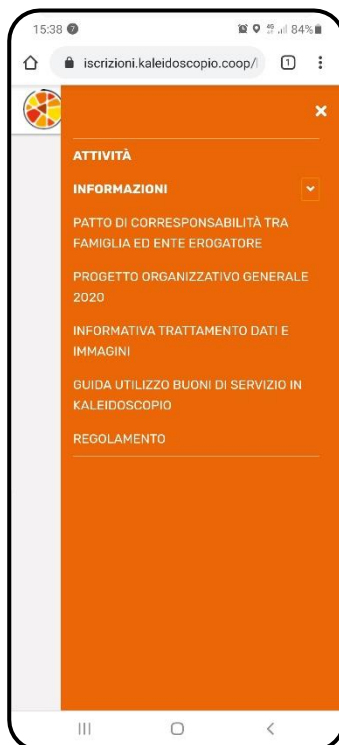 15:38
84%
iscrizioni.kaleidoscopio.coop/
1
ATTIVITÀ
INFORMAZIONI
PATTO DI CORRESPONSABILITÀ TRA
FAMIGLIA ED ENTE EROGATORE
PROGETTO ORGANIZZATIVO GENERALE
2020
INFORMATIVA TRATTAMENTO DATI E
IMMAGINI
GUIDA UTILIZZO BUONI DI SERVIZIO IN
KALEIDOSCOPIO
REGOLAMENTO